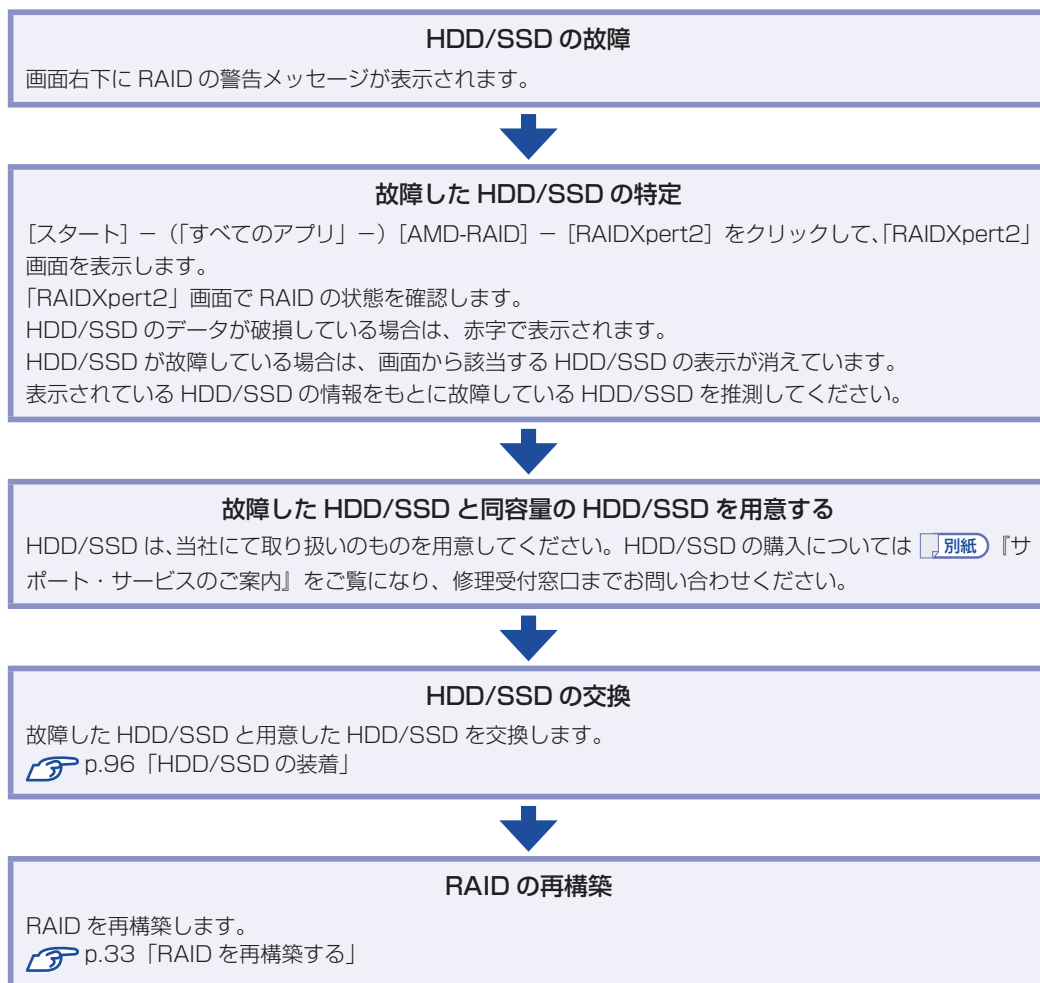 HDD/SSD の故障
画面右下に RAID の警告メッセージが表示されます。
故障した HDD/SSD の特定
［スタート］－（「すべてのアプリ」－）［AMD-RAID］－［RAIDXpert2］をクリックして、「RAIDXpert2」
画面を表示します。
「RAIDXpert2」画面で RAID の状態を確認します。
HDD/SSD のデータが破損している場合は、赤字で表示されます。
HDD/SSD が故障している場合は、画面から該当する HDD/SSD の表示が消えています。
表示されている HDD/SSD の情報をもとに故障している HDD/SSD を推測してください。
故障した HDD/SSD と同容量の HDD/SSD を用意する
HDD/SSD は、当社にて取り扱いのものを用意してください。HDD/SSD の購入については 別紙 『サ
ポート・サービスのご案内』をご覧になり、修理受付窓口までお問い合わせください。
HDD/SSD の交換
故障した HDD/SSD と用意した HDD/SSD を交換します。
p.96「HDD/SSD の装着」
RAID の再構築
RAID を再構築します。
p.33「RAID を再構築する」